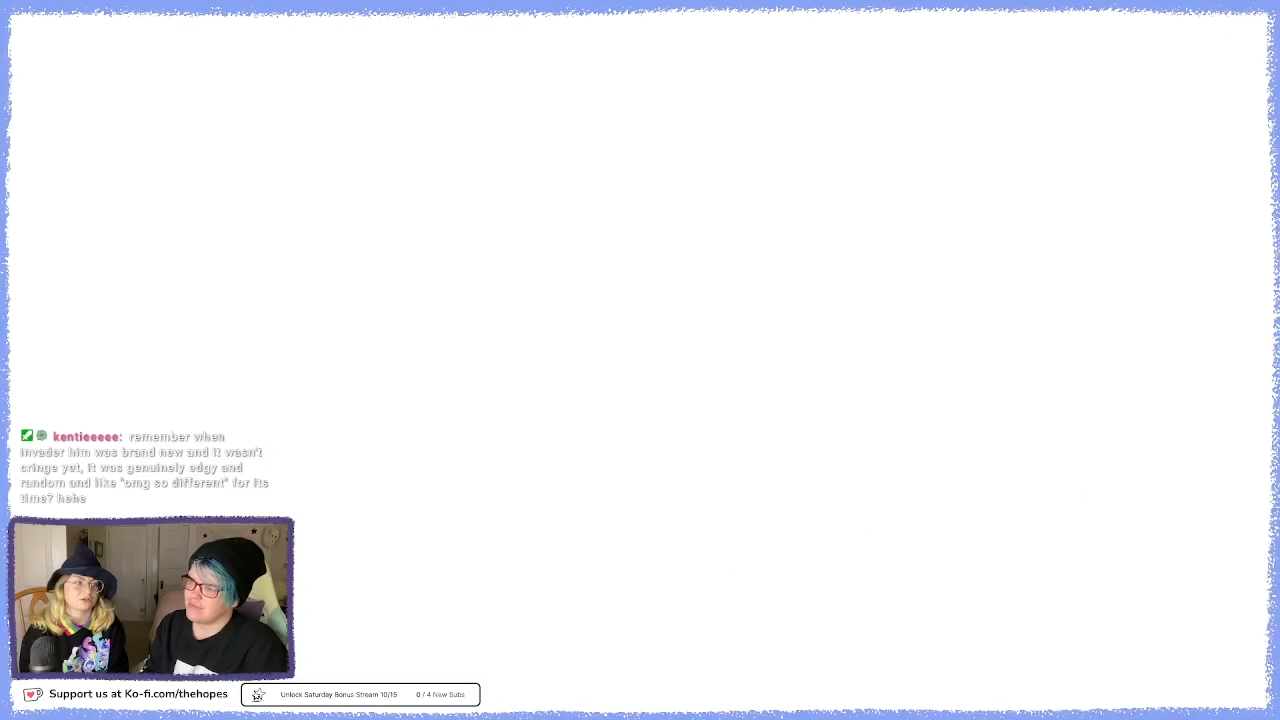 kentieeeee: remember when
invader him was brand new and it wasn't
cringe yet, it was genuinely edgy and
random and like "omg so different" for its
time? hehe
Support us at Ko-fi.com/thehopes
Unlock Saturday Bonus Stream 10/15 0 / 4 New Subs